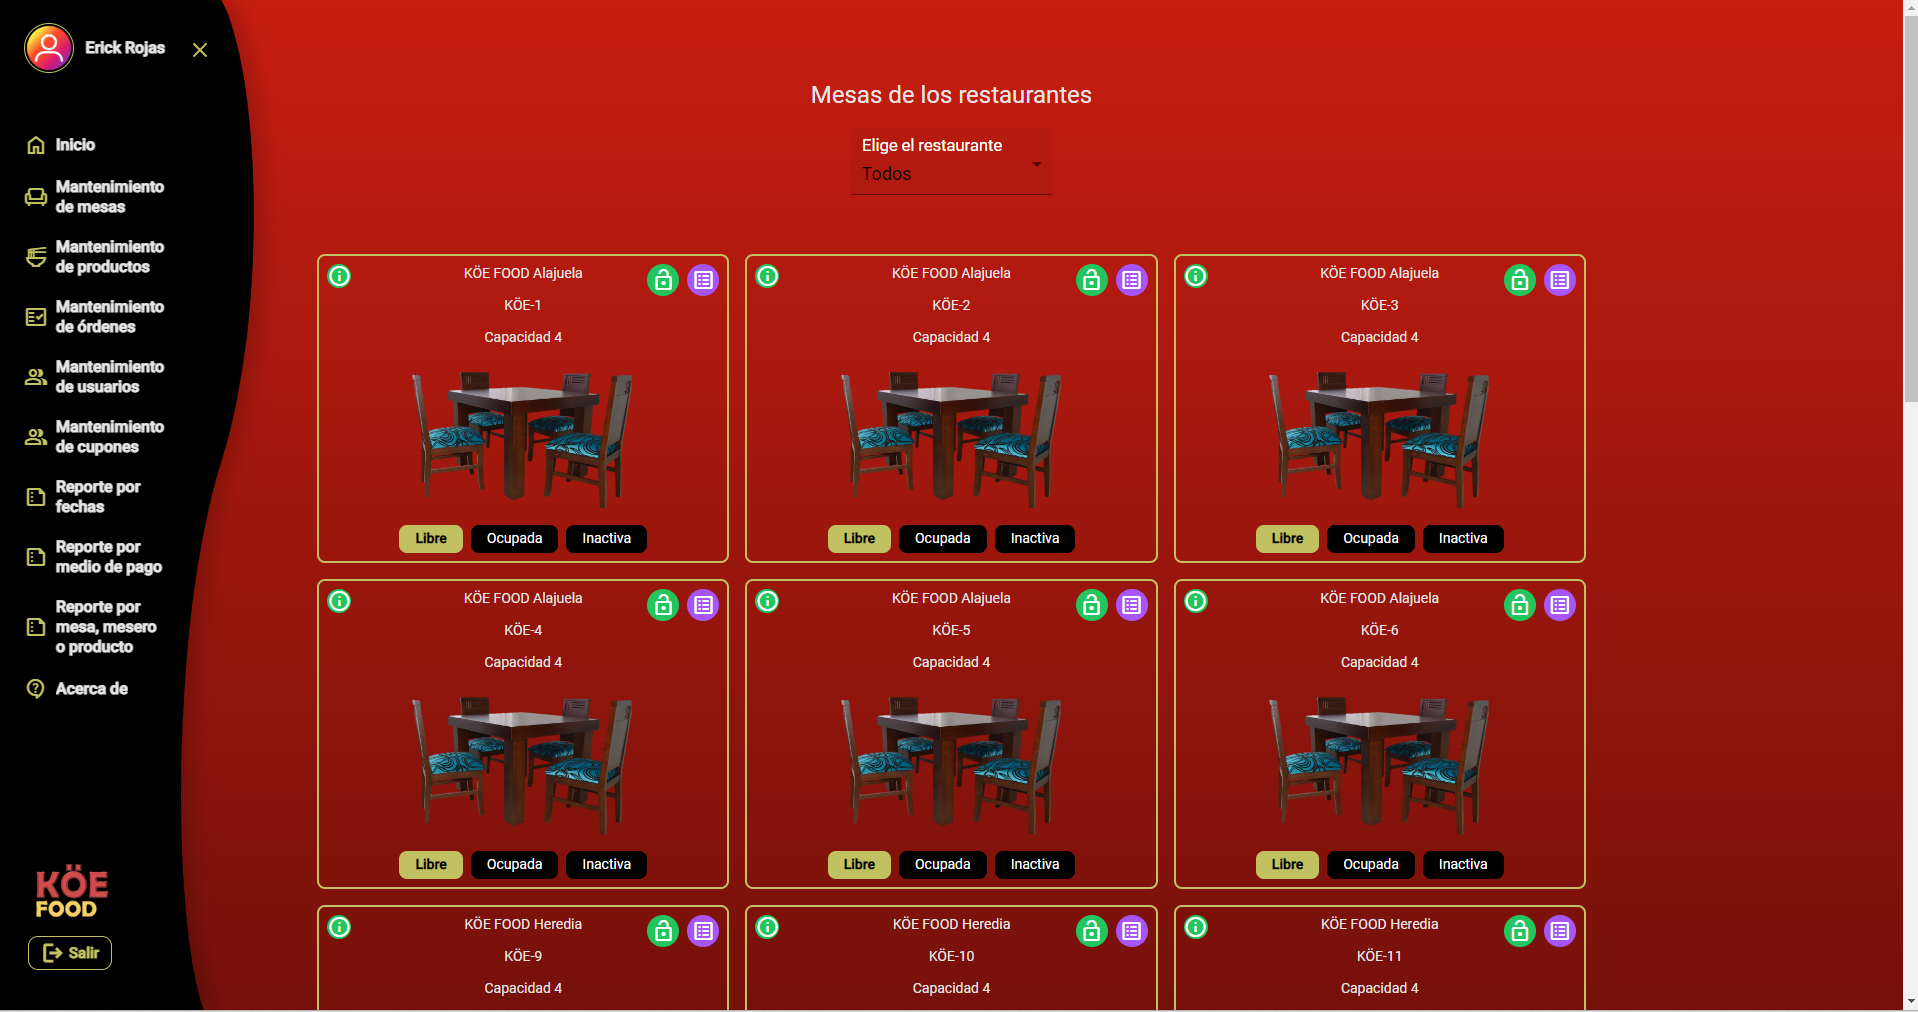 Erick Rojas
Inicio
Mantenimiento
de mesas
Mantenimiento
de productos
Mantenimiento
de órdenes
Mantenimiento
de usuarios
Mantenimiento
de cupones
Reporte por
fechas
Reporte por
medio de pago
Reporte por
mesa, mesero
o producto
Acerca de
KÖE
FOOD
Salir
Mesas de los restaurantes
Elige el restaurante
Todos
KÖE FOOD Alajuela
KÖE-1
Capacidad 4
Libre Ocupada Inactiva
KÖE FOOD Alajuela
KÖE-2
Capacidad 4
Libre Ocupada Inactiva
KÖE FOOD Alajuela
KÖE-3
Capacidad 4
Libre Ocupada Inactiva
KÖE FOOD Alajuela
KÖE-4
Capacidad 4
Libre Ocupada Inactiva
KÖE FOOD Alajuela
KÖE-5
Capacidad 4
Libre Ocupada Inactiva
KÖE FOOD Alajuela
KÖE-6
Capacidad 4
Libre Ocupada Inactiva
KÖE FOOD Heredia
KÖE-9
Capacidad 4
KÖE FOOD Heredia
KÖE-10
Capacidad 4
KÖE FOOD Heredia
KÖE-11
Capacidad 4